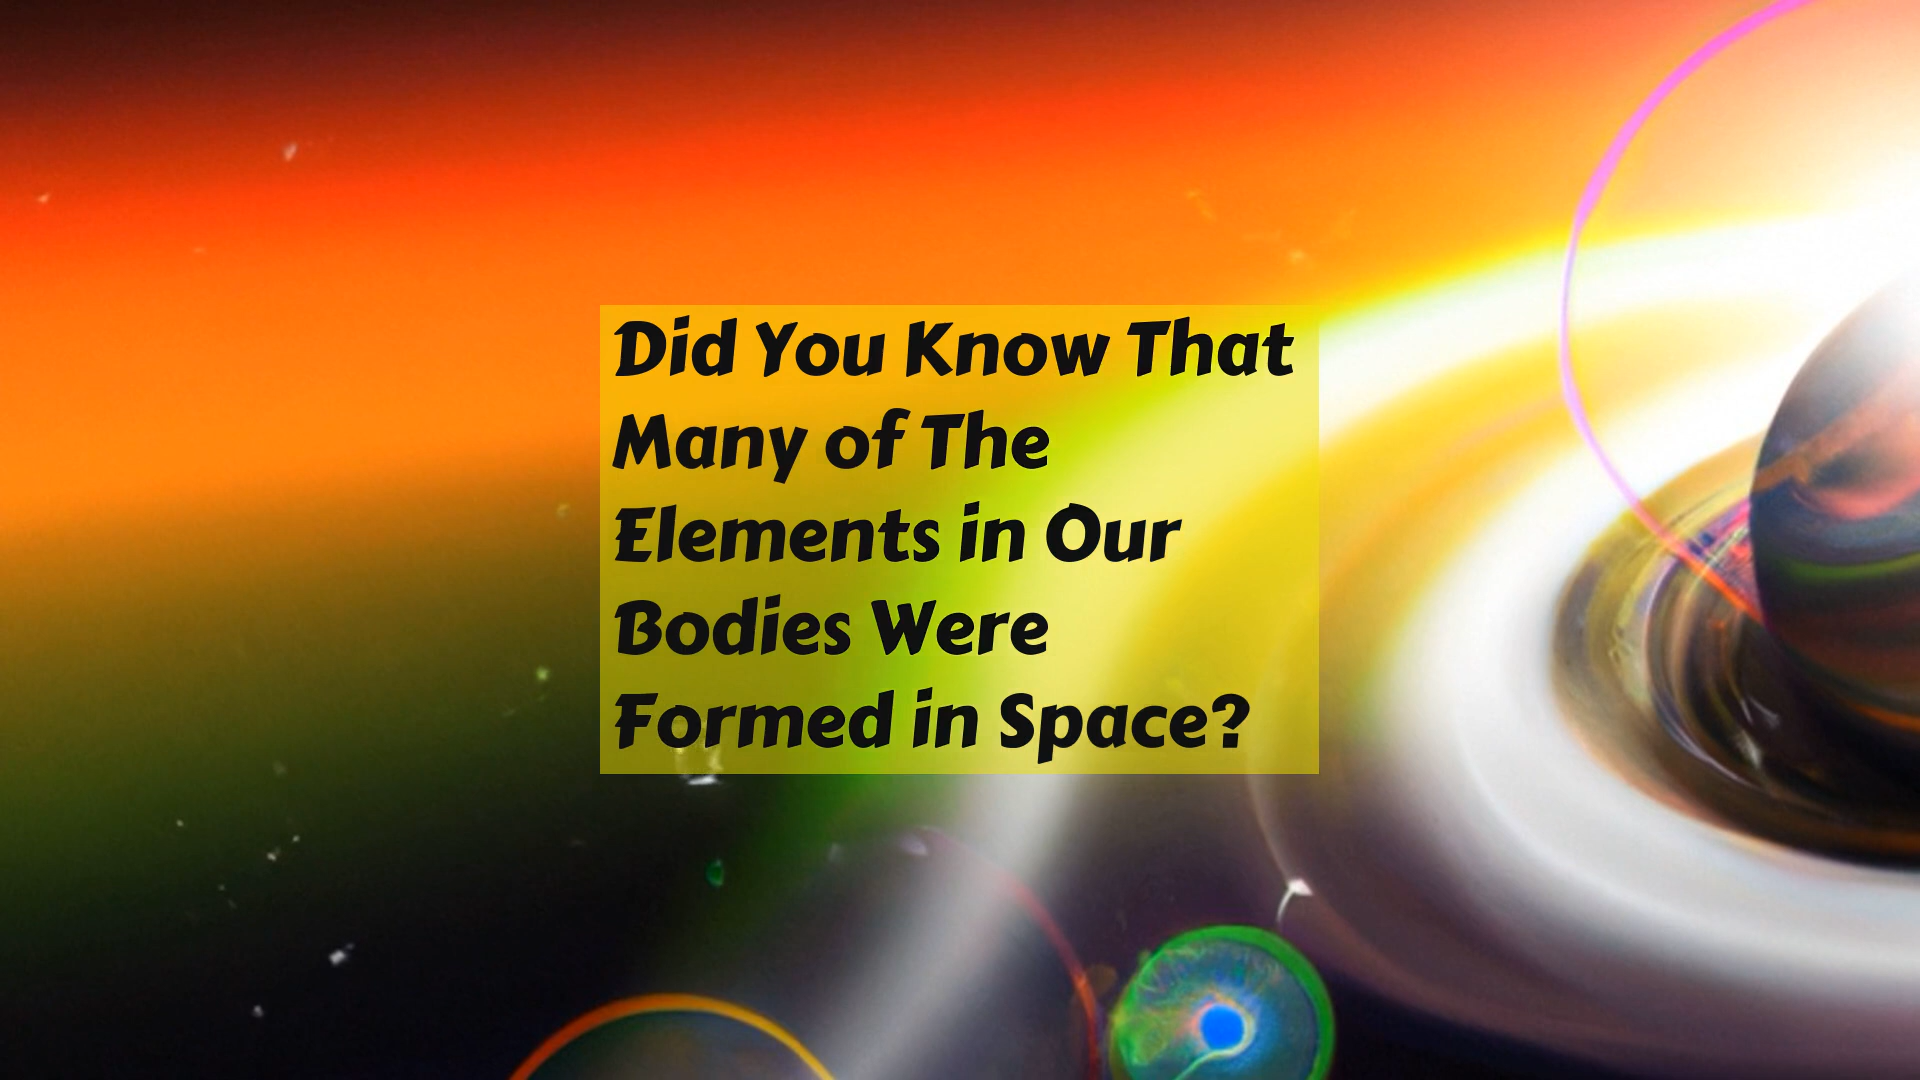 Did You Know That
Many of The
Elements in Our
Bodies Were
Formed in Space?